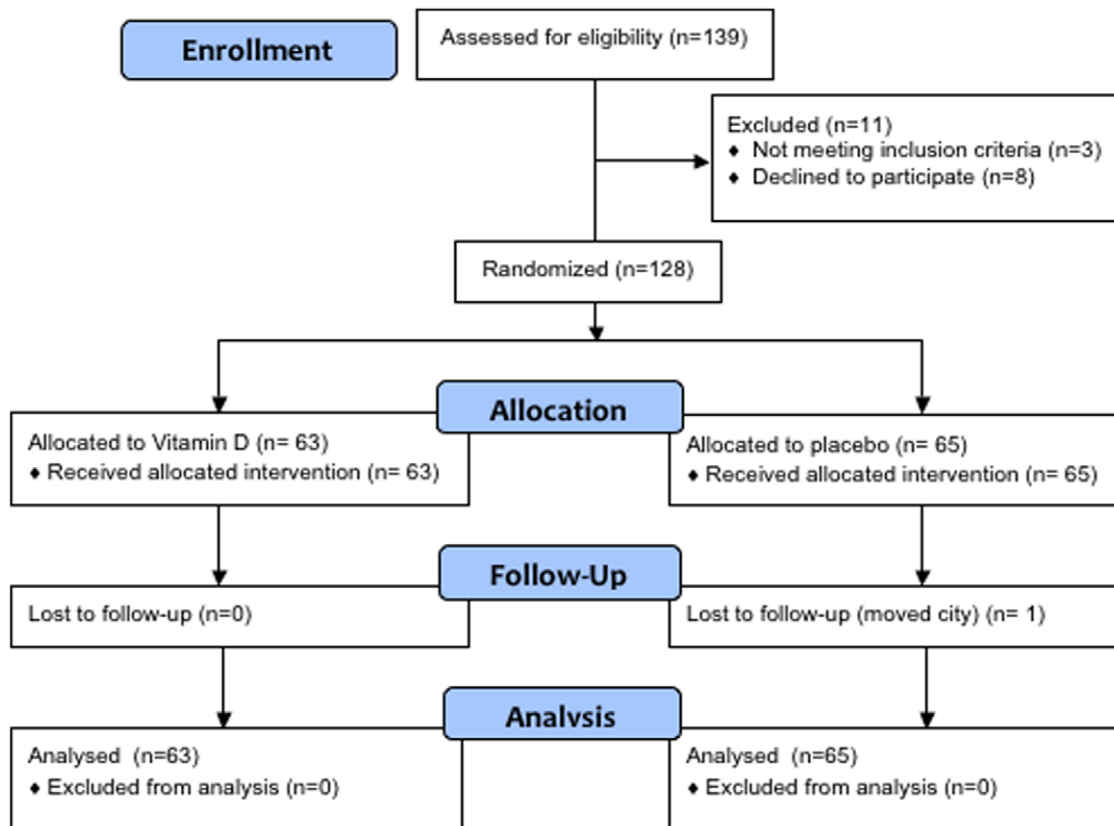 Enrollment
Assessed for eligibility (n=139)
Excluded (n=11)
♦ Not meeting inclusion criteria (n=3)
♦ Declined to participate (n=8)
Randomized (n=128)
Allocation
Allocated to Vitamin D (n= 63)
♦ Received allocated intervention (n= 63)
Allocated to placebo (n= 65)
♦ Received allocated intervention (n= 65)
Follow-Up
Lost to follow-up (n=0)
Lost to follow-up (moved city) (n= 1)
Analysis
Analysed (n=63)
♦ Excluded from analysis (n=0)
Analysed (n=65)
♦ Excluded from analysis (n=0)